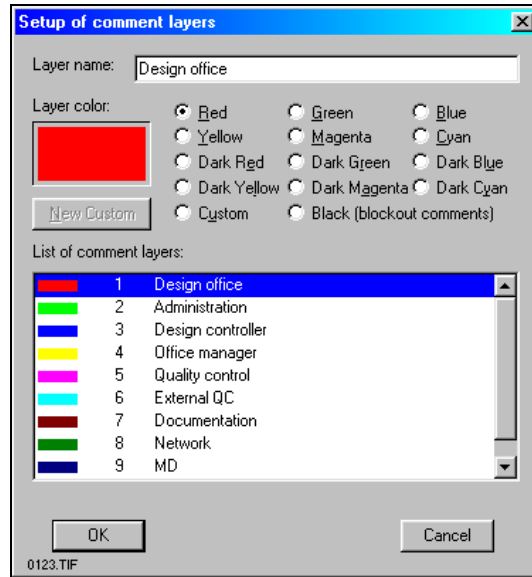 Setup of comment layers
Layer name: Design office
Layer color: Red Green Blue
Yellow Magenta Cyan
Dark Red Dark Green Dark Blue
Dark Yellow Dark Magenta Dark Cyan
New Custom Custom Black (blockout comments)
List of comment layers:
1 Design office
2 Administration
3 Design controller
4 Office manager
5 Quality control
6 External QC
7 Documentation
8 Network
9 MD
OK Cancel
0123.TIF